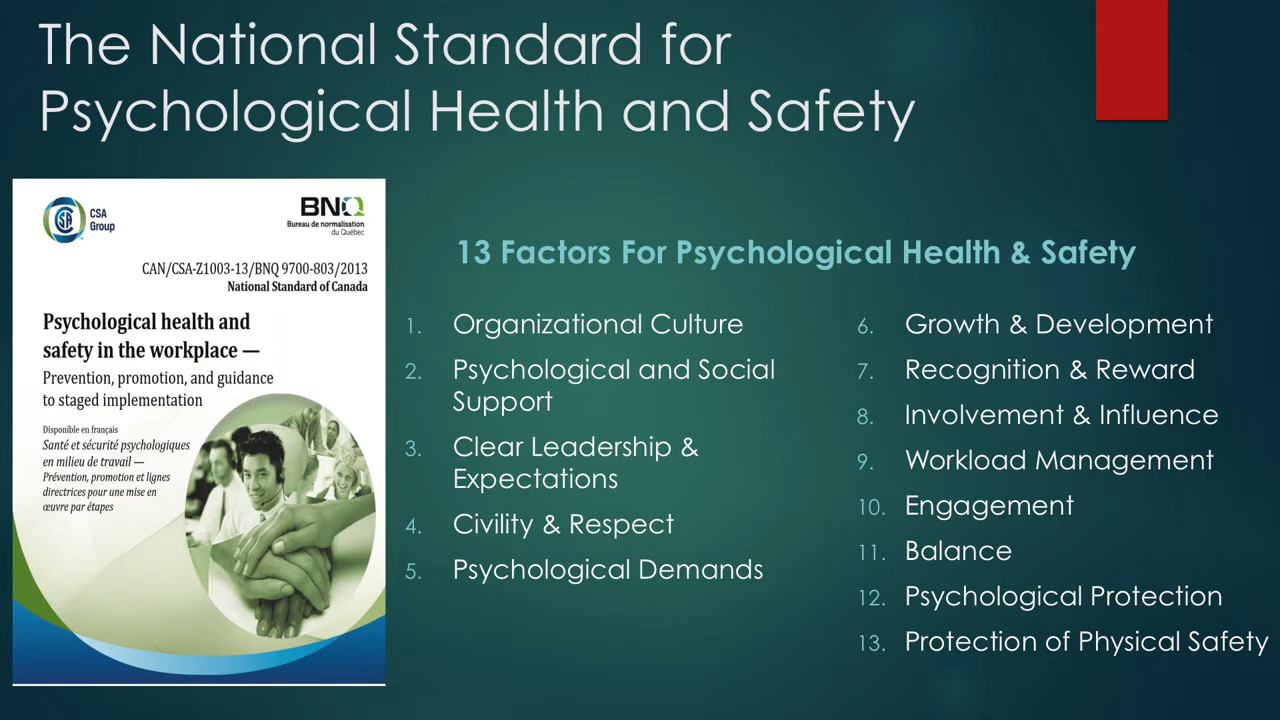 The National Standard for
Psychological Health and Safety
CSA
Group
BNQ
Bureau de normalisation
du Québec
CAN/CSA-Z1003-13/BNQ 9700-803/2013
National Standard of Canada
Psychological health and
safety in the workplace —
Prevention, promotion, and guidance
to staged implementation
Disponible en français
Santé et sécurité psychologiques
en milieu de travail —
Prévention, promotion et lignes
directrices pour une mise en
œuvre par étapes
13 Factors For Psychological Health & Safety
1. Organizational Culture
2. Psychological and Social
Support
3. Clear Leadership &
Expectations
4. Civility & Respect
5. Psychological Demands
6. Growth & Development
7. Recognition & Reward
8. Involvement & Influence
9. Workload Management
10. Engagement
11. Balance
12. Psychological Protection
13. Protection of Physical Safety